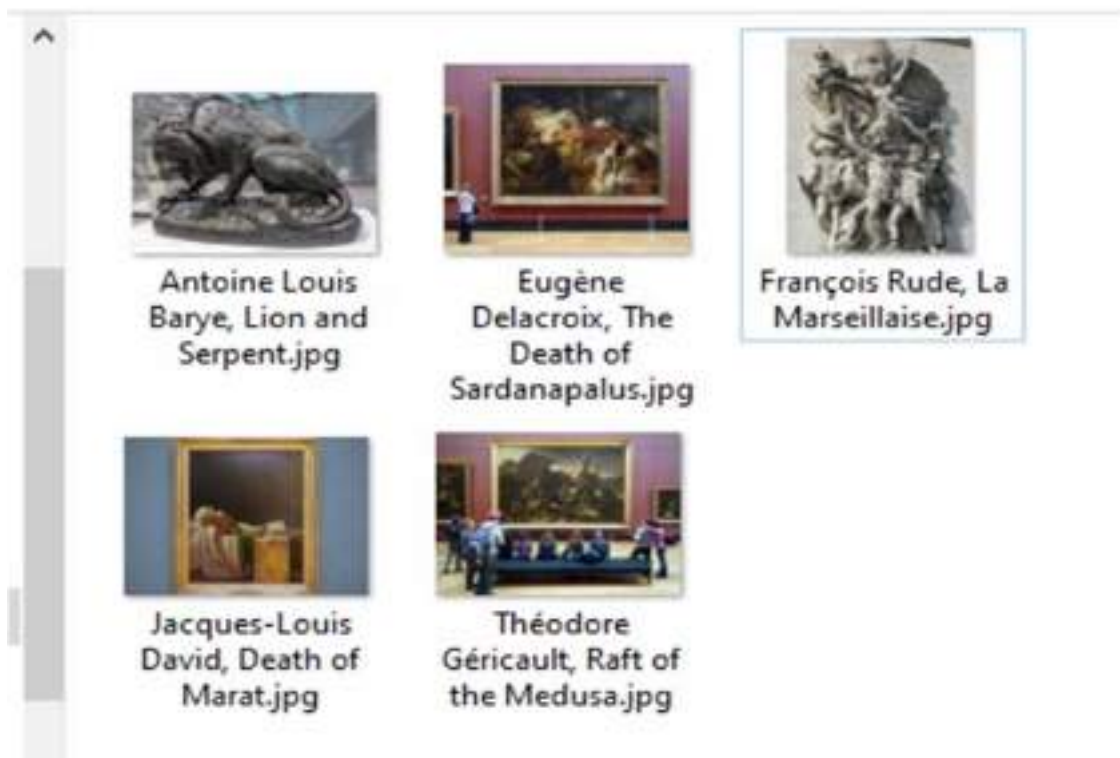 Antoine Louis
Barye, Lion and
Serpent.jpg
Eugène
Delacroix, The
Death of
Sardanapalus.jpg
François Rude, La
Marseillaise.jpg
Jacques-Louis
David, Death of
Marat.jpg
Théodore
Géricault, Raft of
the Medusa.jpg